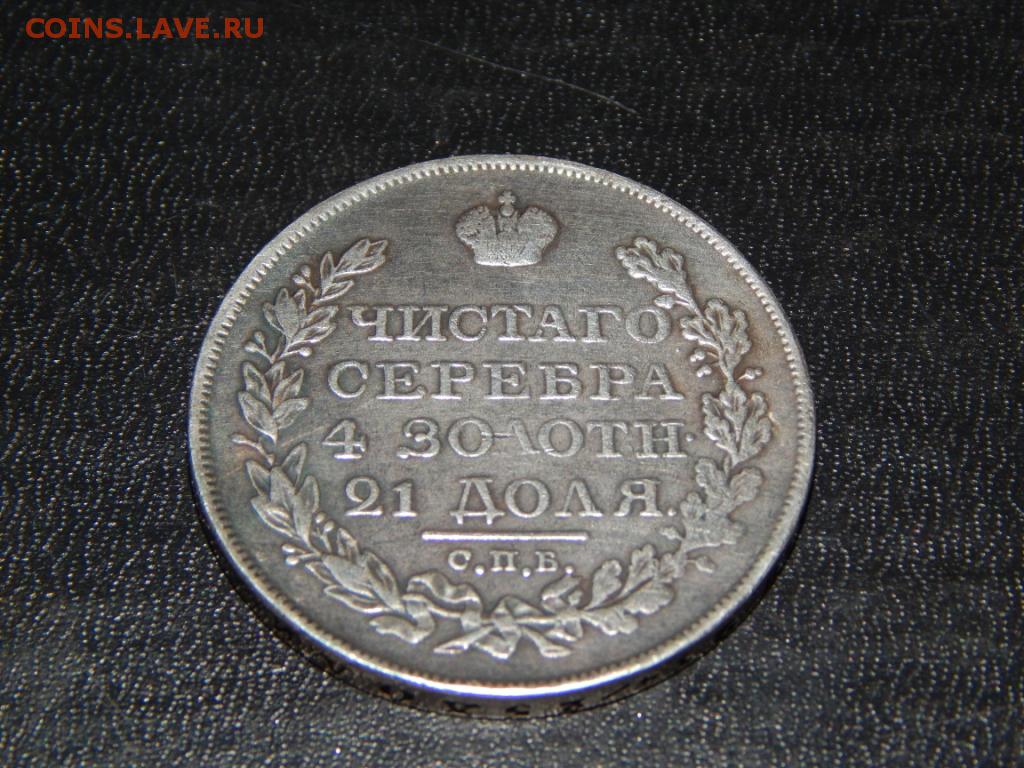 COINS.LAVE.RU
ЧИСТАГО
СЕРЕБРА
4 ЗОЛОТН.
21 ДОЛЯ.
С.П.Б.